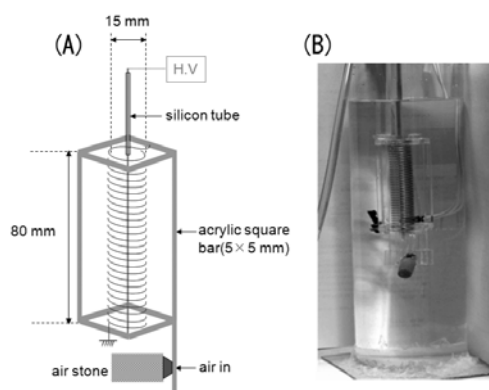 15 mm
(A)
(B)
H.V
silicon tube
80 mm
acrylic square
bar(5×5 mm)
air stone
air in